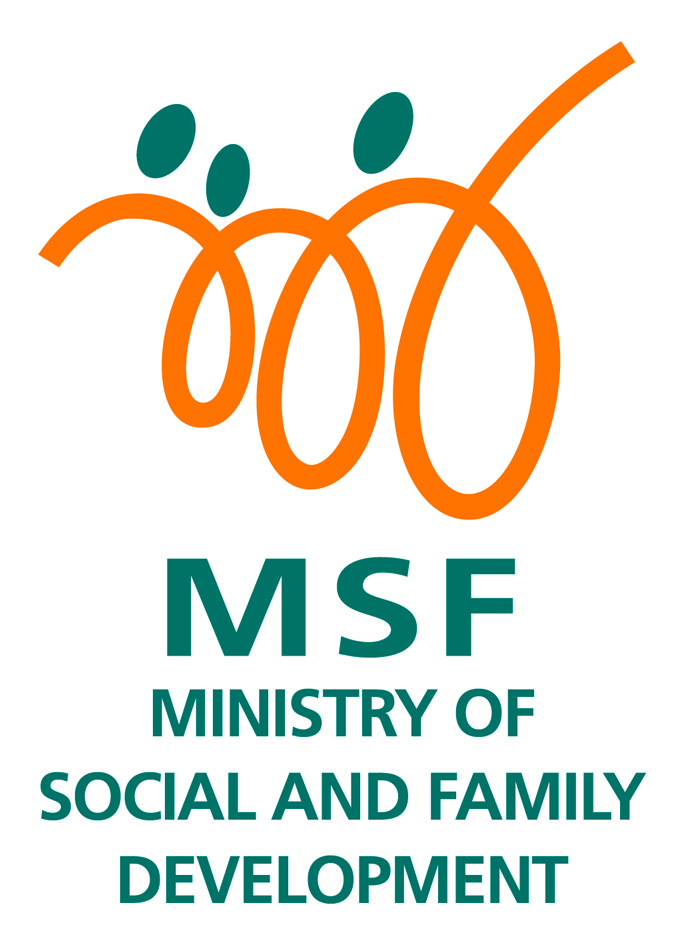 MSF
MINISTRY OF
SOCIAL AND FAMILY
DEVELOPMENT